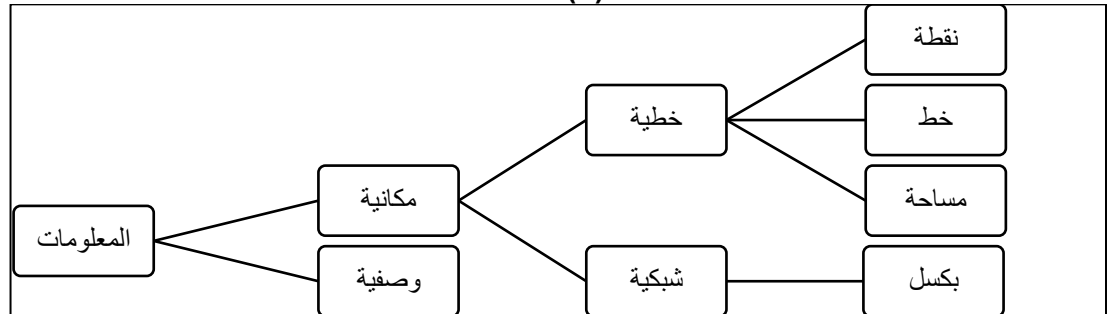 نقطة
خطية
خط
مكانية
مساحة
المعلومات
وصفية
شبكية
بكسل